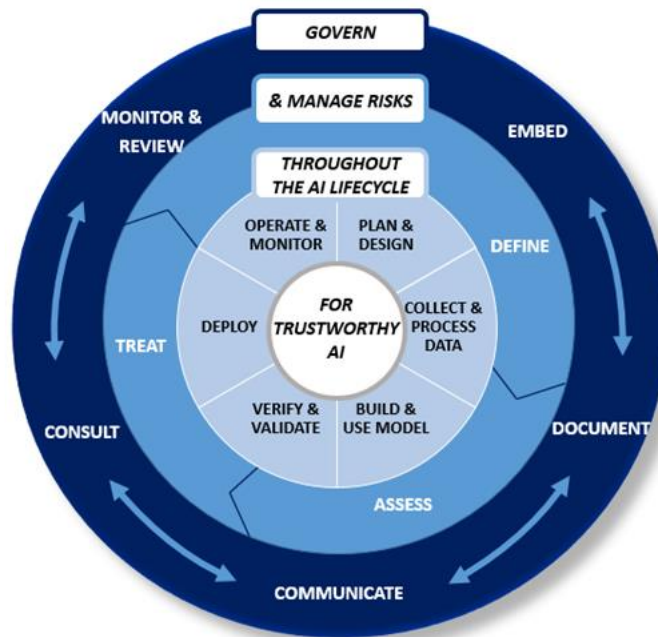 GOVERN
& MANAGE RISKS
THROUGHOUT
THE AI LIFECYCLE
MONITOR &
REVIEW
EMBED
OPERATE &
MONITOR
PLAN &
DESIGN
DEFINE
DEPLOY
FOR
TRUSTWORTHY
AI
COLLECT &
PROCESS
DATA
TREAT
VERIFY &
VALIDATE
BUILD &
USE MODEL
CONSULT
DOCUMENT
ASSESS
COMMUNICATE